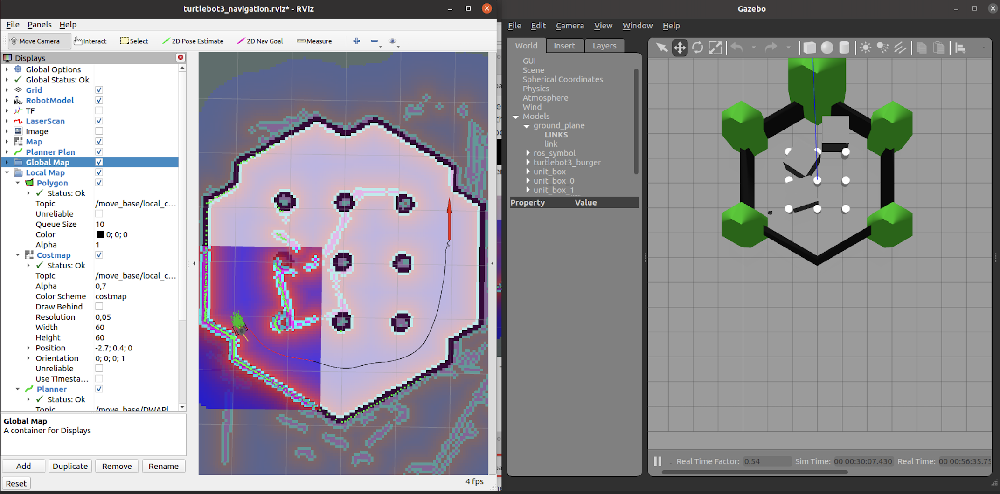 turtlebot3_navigation.rviz* - RViz
File Panels Help
Move Camera Interact Select 2D Pose Estimate 2D Nav Goal Measure
Displays
Global Options
Global Status: Ok
Grid
RobotModel
TF
LaserScan
Image
Map
Planner Plan
Global Map
Local Map
Polygon
Status: Ok
Topic /move_base/local_c...
Unreliable
Queue Size 10
Color 0; 0; 0
Alpha 1
Costmap
Status: Ok
Topic /move_base/local_c...
Alpha 0,7
Color Scheme costmap
Draw Behind
Resolution 0,05
Width 60
Height 60
Position -2.7; 0.4; 0
Orientation 0; 0; 0; 1
Unreliable
Use Timesta...
Planner
Status: Ok
Topic /move_base/DWAPl
Global Map
A container for Displays
Add Duplicate Remove Rename
Reset
4 fps
Gazebo
File Edit Camera View Window Help
World Insert Layers
GUI
Scene
Spherical Coordinates
Physics
Atmosphere
Wind
Models
ground_plane
LINKS
link
ros_symbol
turtlebot3_burger
unit_box
unit_box_0
unit_box_1
Property Value
Real Time Factor: 0.54 Sim Time: 00 00:30:07.430 Real Time: 00 00:56:35.75